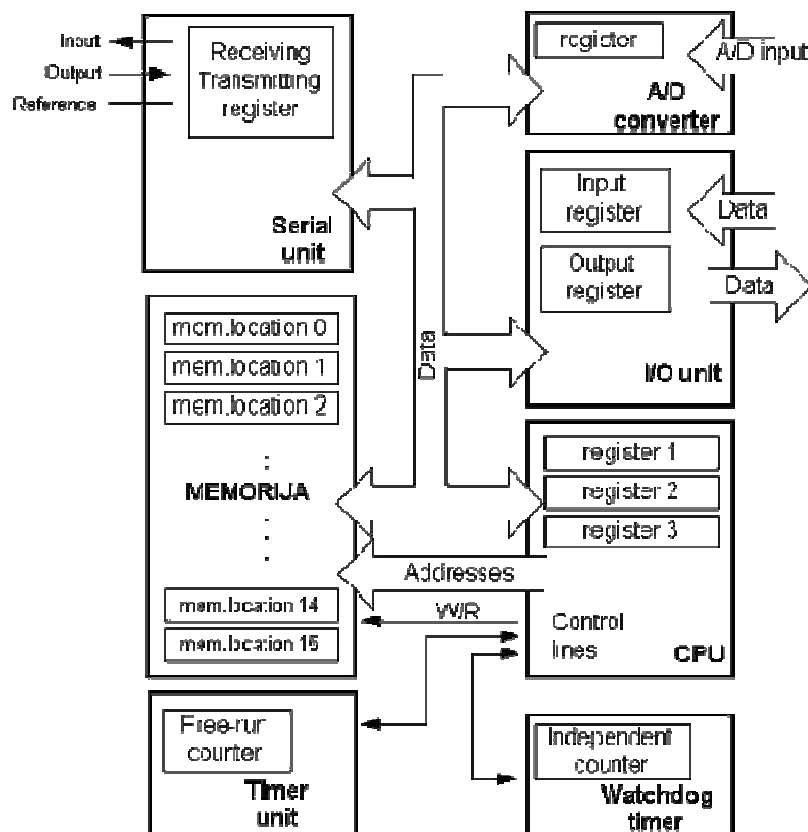 Input
Output
Reference
Receiving
Transmitting
register
Serial
unit
register
A/D input
A/D
converter
Input
register
Data
Output
register
Data
I/O unit
Data
mem.location 0
mem.location 1
mem.location 2
MEMORIJA
mem.location 14
mem.location 15
register 1
register 2
register 3
Addresses
W/R
Control
lines
CPU
Free-run
counter
Timer
unit
Independent
counter
Watchdog
timer